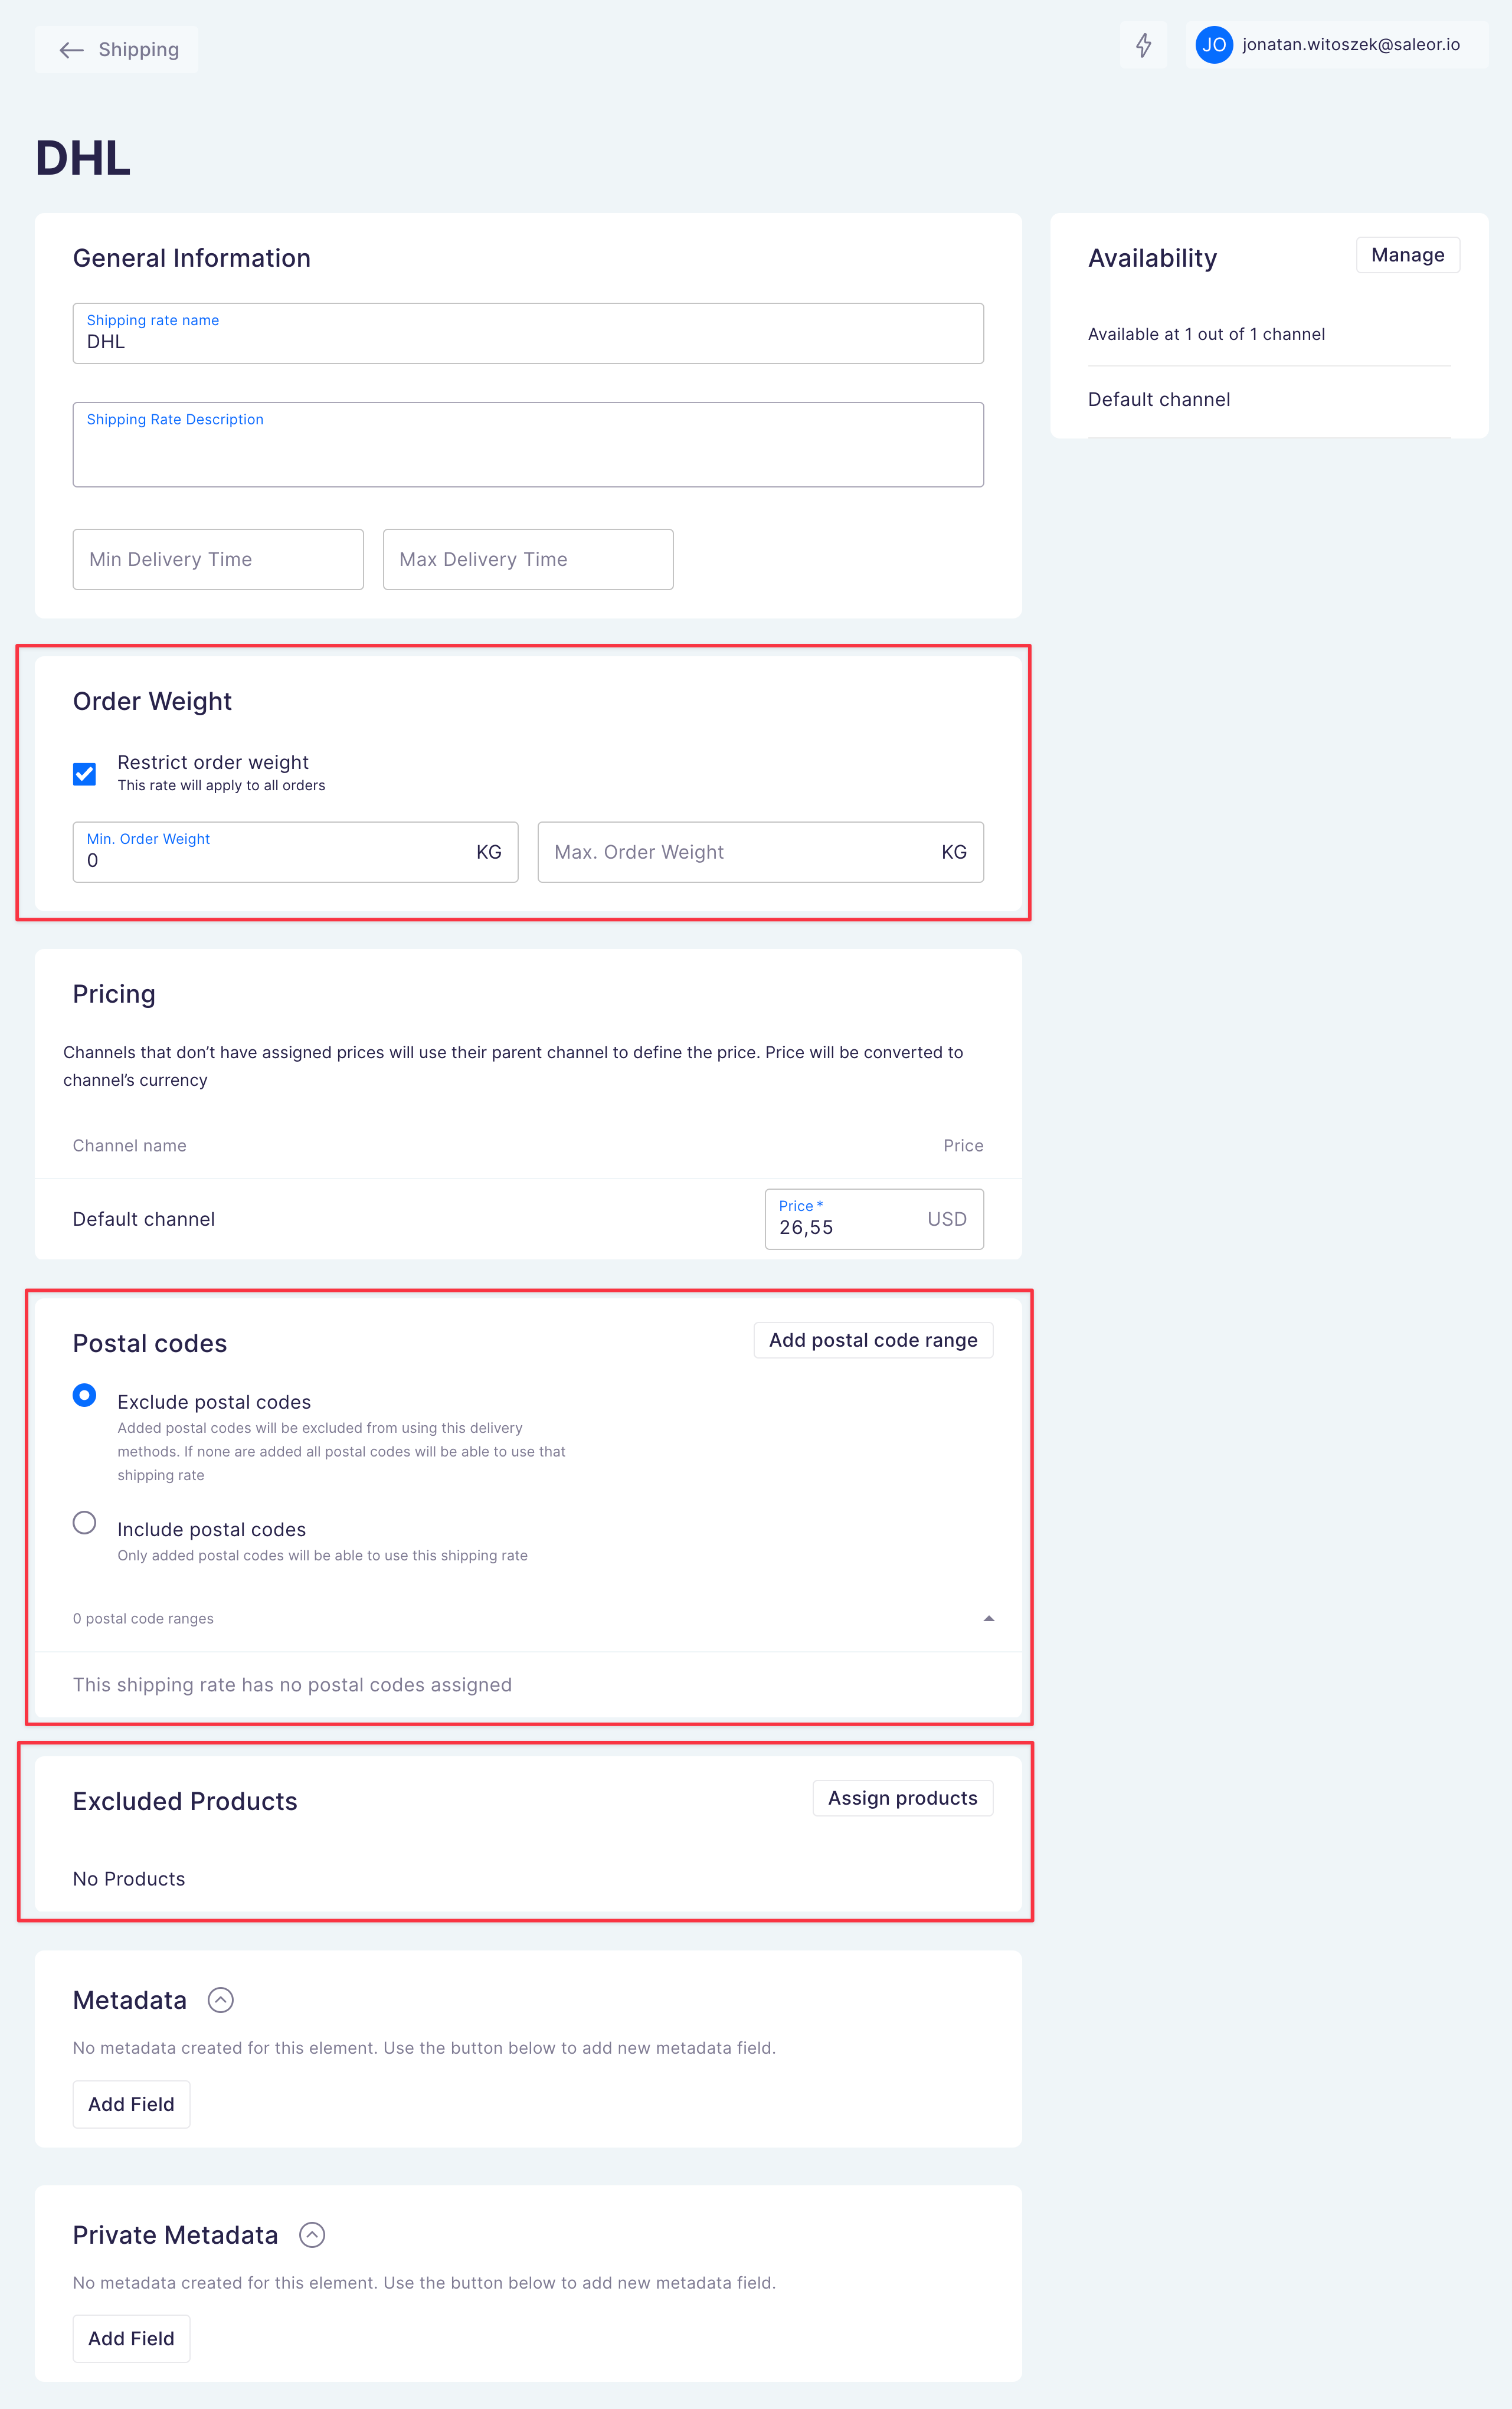 Shipping
JO jonatan.witoszek@saleor.io
DHL
General Information
Shipping rate name
DHL
Shipping Rate Description
Min Delivery Time
Max Delivery Time
Availability
Manage
Available at 1 out of 1 channel
Default channel
Order Weight
Restrict order weight
This rate will apply to all orders
Min. Order Weight
0 KG
Max. Order Weight KG
Pricing
Channels that don’t have assigned prices will use their parent channel to define the price. Price will be converted to
channel’s currency
Channel name Price
Default channel
Price *
26,55 USD
Postal codes
Add postal code range
Exclude postal codes
Added postal codes will be excluded from using this delivery
methods. If none are added all postal codes will be able to use that
shipping rate
Include postal codes
Only added postal codes will be able to use this shipping rate
0 postal code ranges
This shipping rate has no postal codes assigned
Excluded Products
Assign products
No Products
Metadata
No metadata created for this element. Use the button below to add new metadata field.
Add Field
Private Metadata
No metadata created for this element. Use the button below to add new metadata field.
Add Field